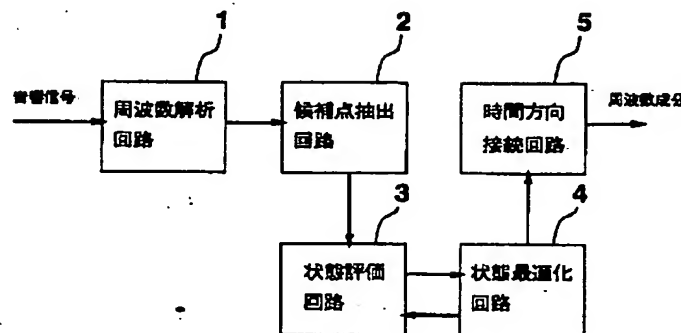 1
2
5
音響信号
周波数解析
回路
候補点抽出
回路
時間方向
接続回路
周波数成分
3
4
状態評価
回路
状態最適化
回路